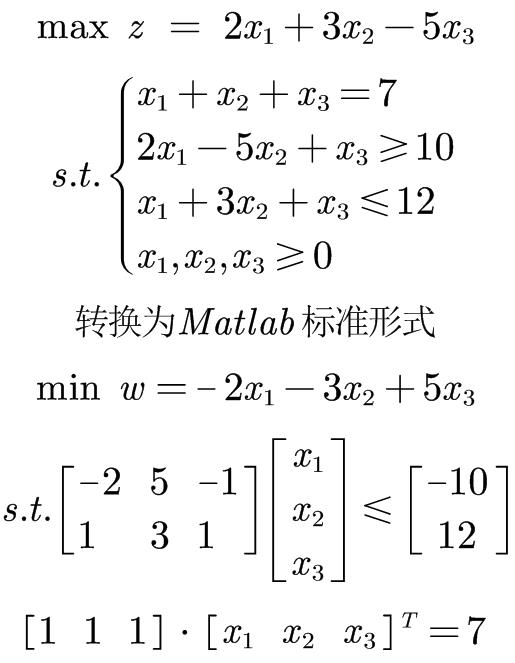 max z = 2x₁ + 3x₂ − 5x₃
s.t. { x₁ + x₂ + x₃ = 7
2x₁ − 5x₂ + x₃ ⩾ 10
x₁ + 3x₂ + x₃ ⩽ 12
x₁, x₂, x₃ ⩾ 0
转换为Matlab标准形式
min w = −2x₁ − 3x₂ + 5x₃
s.t. [−2 5 −1; 1 3 1] [x₁; x₂; x₃] ⩽ [−10; 12]
[1 1 1] · [x₁ x₂ x₃]ᵀ = 7